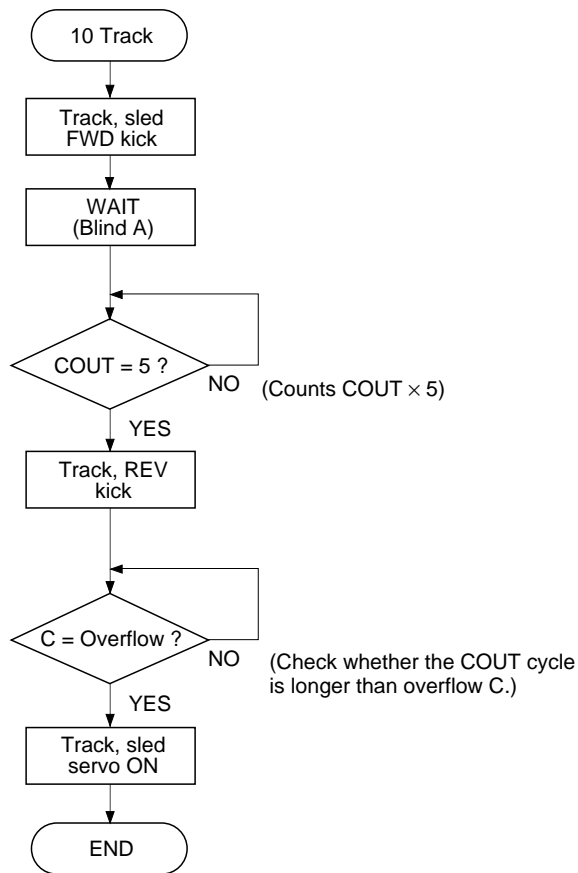 10 Track
Track, sled
FWD kick
WAIT
(Blind A)
COUT = 5 ?
NO
(Counts COUT × 5)
YES
Track, REV
kick
C = Overflow ?
NO
(Check whether the COUT cycle
is longer than overflow C.)
YES
Track, sled
servo ON
END